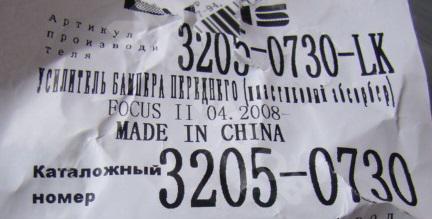 Артикул
производи
теля
3205-0730-LK
УСИЛИТЕЛЬ БАМПЕРА ПЕРЕДНЕГО (пластиковый абсорбер)
FOCUS II 04.2008-
MADE IN CHINA
Каталожный
номер
3205-0730